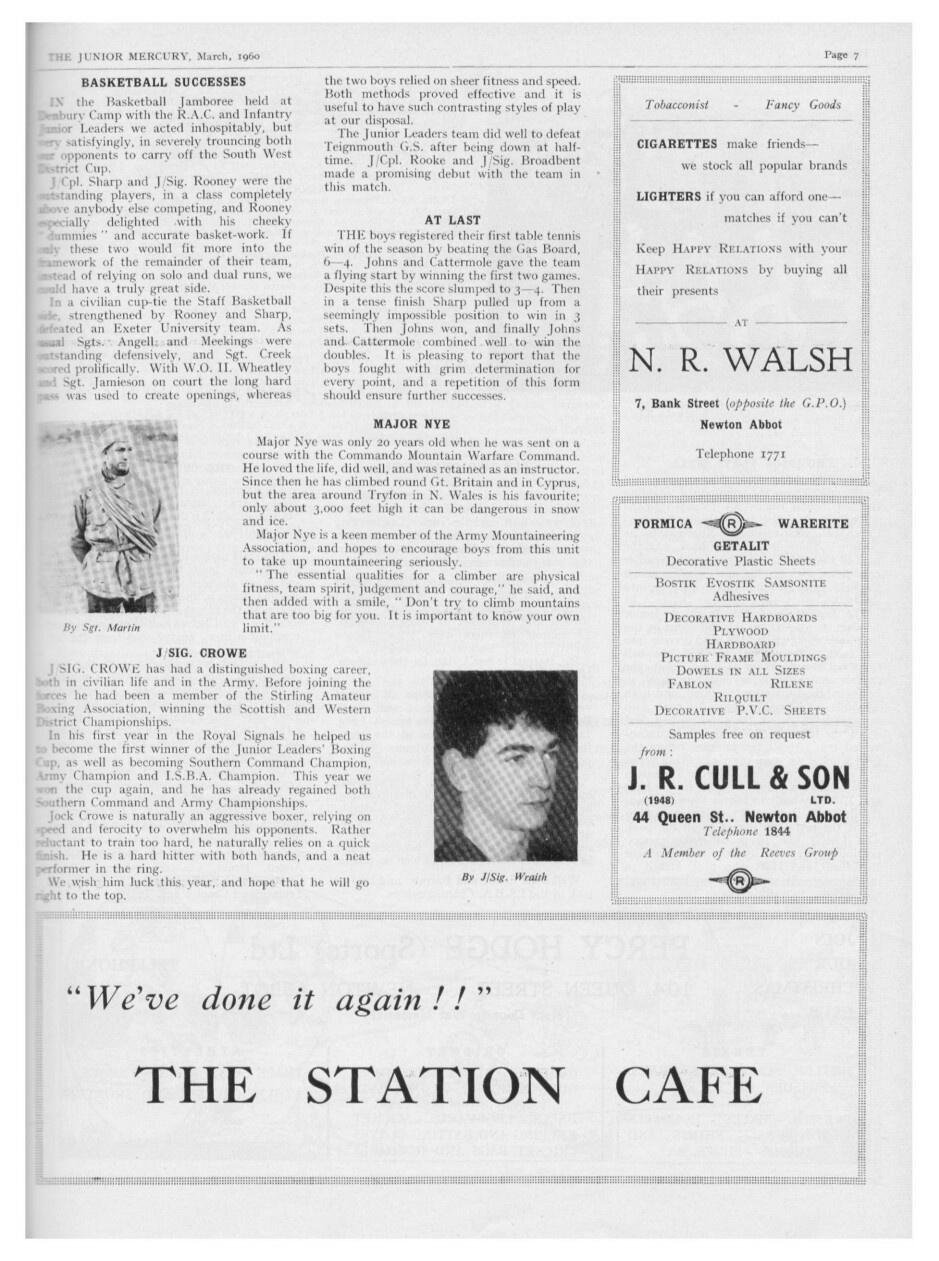 THE JUNIOR MERCURY, March, 1960
Page 7
BASKETBALL SUCCESSES
IN the Basketball Jamboree held at
Denbury Camp with the R.A.C. and Infantry
Junior Leaders we acted inhospitably, but
very satisfyingly, in severely trouncing both
our opponents to carry off the South West
District Cup.
J/Cpl. Sharp and J/Sig. Rooney were the
outstanding players, in a class completely
above anybody else competing, and Rooney
especially delighted with his cheeky
"dummies" and accurate basket-work. If
only these two would fit more into the
framework of the remainder of their team,
instead of relying on solo and dual runs, we
could have a truly great side.
In a civilian cup-tie the Staff Basketball
side, strengthened by Rooney and Sharp,
defeated an Exeter University team. As
usual Sgts. Angell and Meekings were
outstanding defensively, and Sgt. Creek
scored prolifically. With W.O. II. Wheatley
and Sgt. Jamieson on court the long hard
pass was used to create openings, whereas
the two boys relied on sheer fitness and speed.
Both methods proved effective and it is
useful to have such contrasting styles of play
at our disposal.
The Junior Leaders team did well to defeat
Teignmouth G.S. after being down at half-
time. J/Cpl. Rooke and J/Sig. Broadbent
made a promising debut with the team in
this match.
AT LAST
THE boys registered their first table tennis
win of the season by beating the Gas Board,
6—4. Johns and Cattermole gave the team
a flying start by winning the first two games.
Despite this the score slumped to 3—4. Then
in a tense finish Sharp pulled up from a
seemingly impossible position to win in 3
sets. Then Johns won, and finally Johns
and Cattermole combined well to win the
doubles. It is pleasing to report that the
boys fought with grim determination for
every point, and a repetition of this form
should ensure further successes.
MAJOR NYE
Major Nye was only 20 years old when he was sent on a
course with the Commando Mountain Warfare Command.
He loved the life, did well, and was retained as an instructor.
Since then he has climbed round Gt. Britain and in Cyprus,
but the area around Tryfon in N. Wales is his favourite;
only about 3,000 feet high it can be dangerous in snow
and ice.
Major Nye is a keen member of the Army Mountaineering
Association, and hopes to encourage boys from this unit
to take up mountaineering seriously.
"The essential qualities for a climber are physical
fitness, team spirit, judgement and courage," he said, and
then added with a smile, "Don't try to climb mountains
that are too big for you. It is important to know your own
limit."
By Sgt. Martin
J/SIG. CROWE
J/SIG. CROWE has had a distinguished boxing career,
both in civilian life and in the Army. Before joining the
forces he had been a member of the Stirling Amateur
Boxing Association, winning the Scottish and Western
District Championships.
In his first year in the Royal Signals he helped us
to become the first winner of the Junior Leaders' Boxing
Cup, as well as becoming Southern Command Champion,
Army Champion and I.S.B.A. Champion. This year we
won the cup again, and he has already regained both
Southern Command and Army Championships.
Jock Crowe is naturally an aggressive boxer, relying on
speed and ferocity to overwhelm his opponents. Rather
reluctant to train too hard, he naturally relies on a quick
finish. He is a hard hitter with both hands, and a neat
performer in the ring.
We wish him luck this year, and hope that he will go
right to the top.
By J/Sig. Wraith
Tobacconist - Fancy Goods
CIGARETTES make friends—
we stock all popular brands
LIGHTERS if you can afford one—
matches if you can't
Keep HAPPY RELATIONS with your
HAPPY RELATIONS by buying all
their presents
AT
N. R. WALSH
7, Bank Street (opposite the G.P.O.)
Newton Abbot
Telephone 1771
FORMICA R WARERITE
GETALIT
Decorative Plastic Sheets
BOSTIK EVOSTIK SAMSONITE
Adhesives
DECORATIVE HARDBOARDS
PLYWOOD
HARDBOARD
PICTURE FRAME MOULDINGS
DOWELS IN ALL SIZES
FABLON RILENE
RILQUILT
DECORATIVE P.V.C. SHEETS
Samples free on request
from :
J. R. CULL & SON
(1948) LTD.
44 Queen St.. Newton Abbot
Telephone 1844
A Member of the Reeves Group
R
"We've done it again ! ! "
THE STATION CAFE